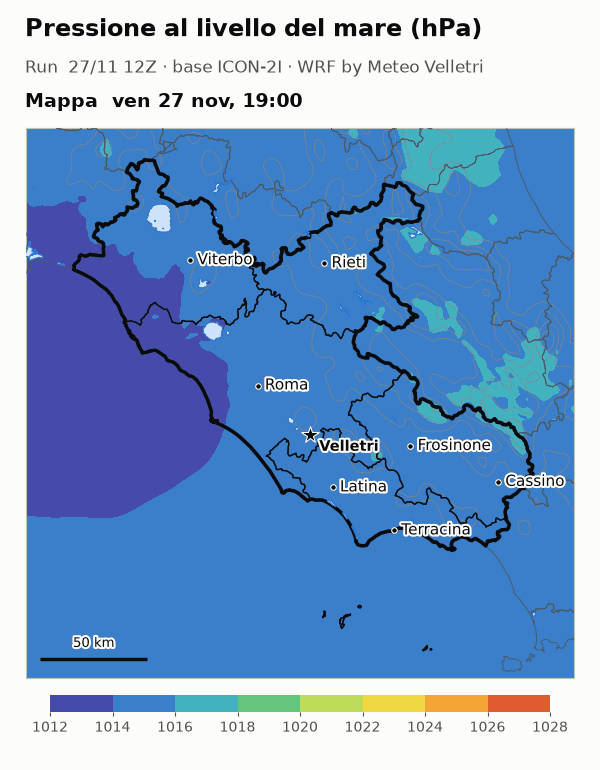 Pressione al livello del mare (hPa)
Run  27/11 12Z · base ICON-2I · WRF by Meteo Velletri
Mappa  ven 27 nov, 19:00
Viterbo
Rieti
Roma
Velletri
Frosinone
Cassino
Latina
Terracina
50 km
1012 1014 1016 1018 1020 1022 1024 1026 1028